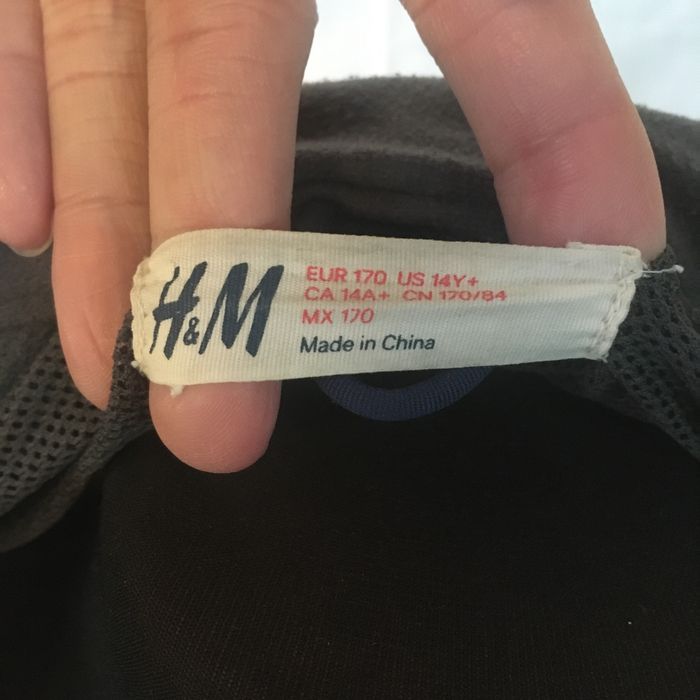 H&M
EUR 170 US 14Y+
CA 14A+ CN 170/84
MX 170
Made in China